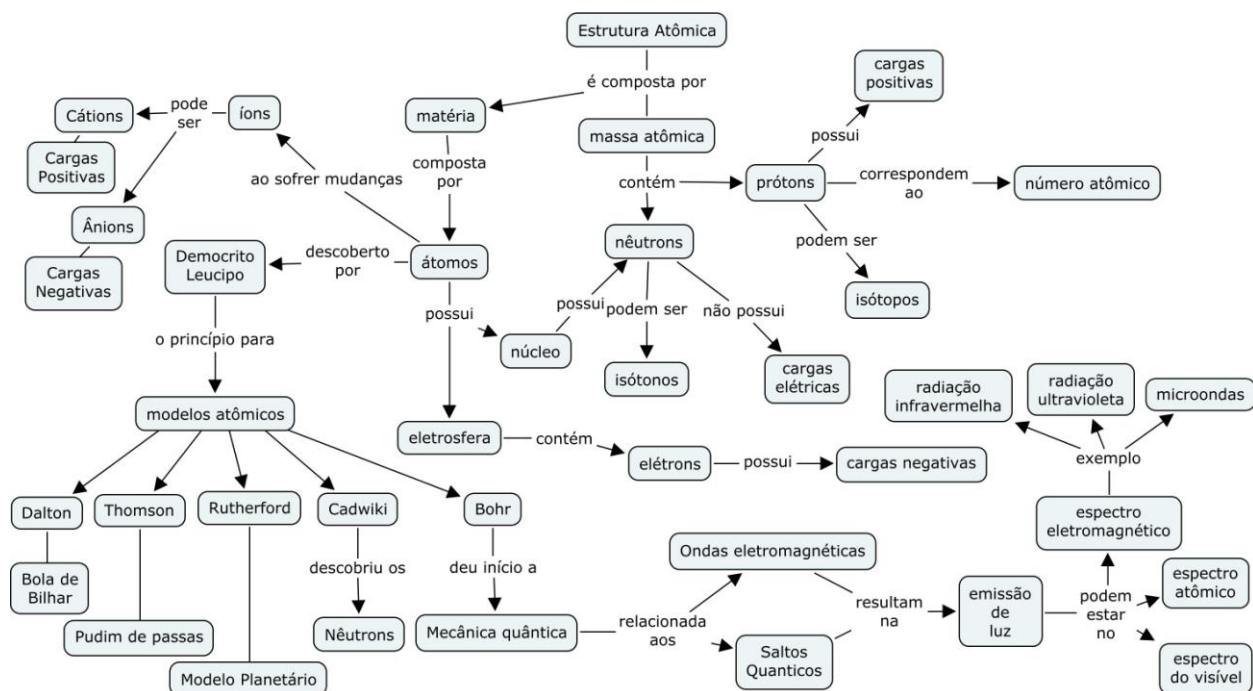 Estrutura Atômica
é composta por
cargas
positivas
pode
ser
íons
Cátions
matéria
massa atômica
possui
Cargas
Positivas
composta
por
ao sofrer mudanças
contém
prótons
correspondem
ao
número atômico
Ânions
nêutrons
podem ser
Democrito
Leucipo
descoberto
por
átomos
Cargas
Negativas
isótopos
possui
possui
podem ser
não possui
o princípio para
núcleo
isótonos
cargas
elétricas
radiação
infravermelha
radiação
ultravioleta
microondas
modelos atômicos
eletrosfera
contém
elétrons
possui
cargas negativas
exemplo
Dalton
Thomson
Rutherford
Cadwiki
Bohr
espectro
eletromagnético
Bola de
Bilhar
descobriu os
deu início a
Ondas eletromagnéticas
resultam
na
emissão
de
luz
podem
estar
no
espectro
atômico
Pudim de passas
Nêutrons
Mecânica quântica
relacionada
aos
Saltos
Quanticos
espectro
do visível
Modelo Planetário